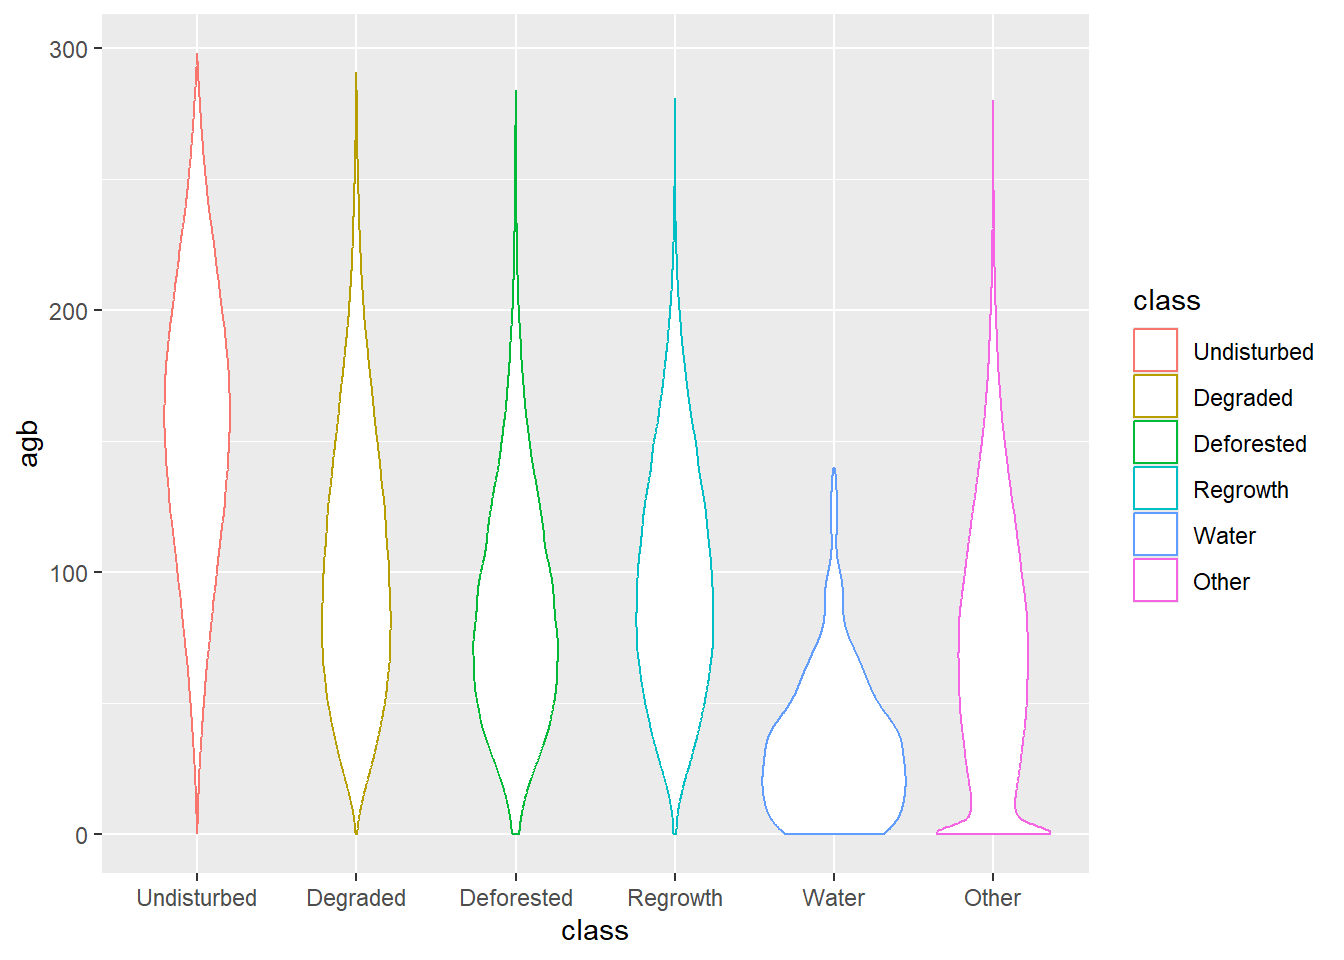 300
200
100
0
agb
Undisturbed Degraded Deforested Regrowth Water Other
class
class
Undisturbed
Degraded
Deforested
Regrowth
Water
Other